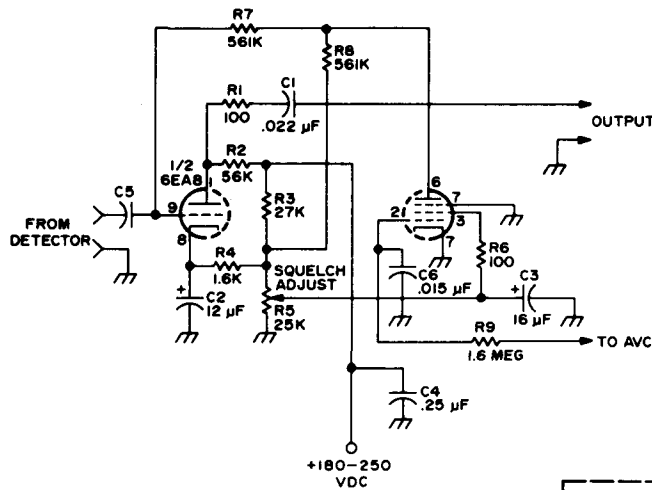 R7
561K
R8
561K
R1
100
C1
.022 µF
OUTPUT
1/2
6EA8
1
R2
56K
C5
9
8
FROM
DETECTOR
R3
27K
R4
1.6K
SQUELCH
ADJUST
R5
25K
C2
12 µF
+
6
7
2
3
7
R6
100
C6
.015 µF
+
C3
16 µF
R9
1.6 MEG
TO AVC
C4
.25 µF
+180-250
VDC